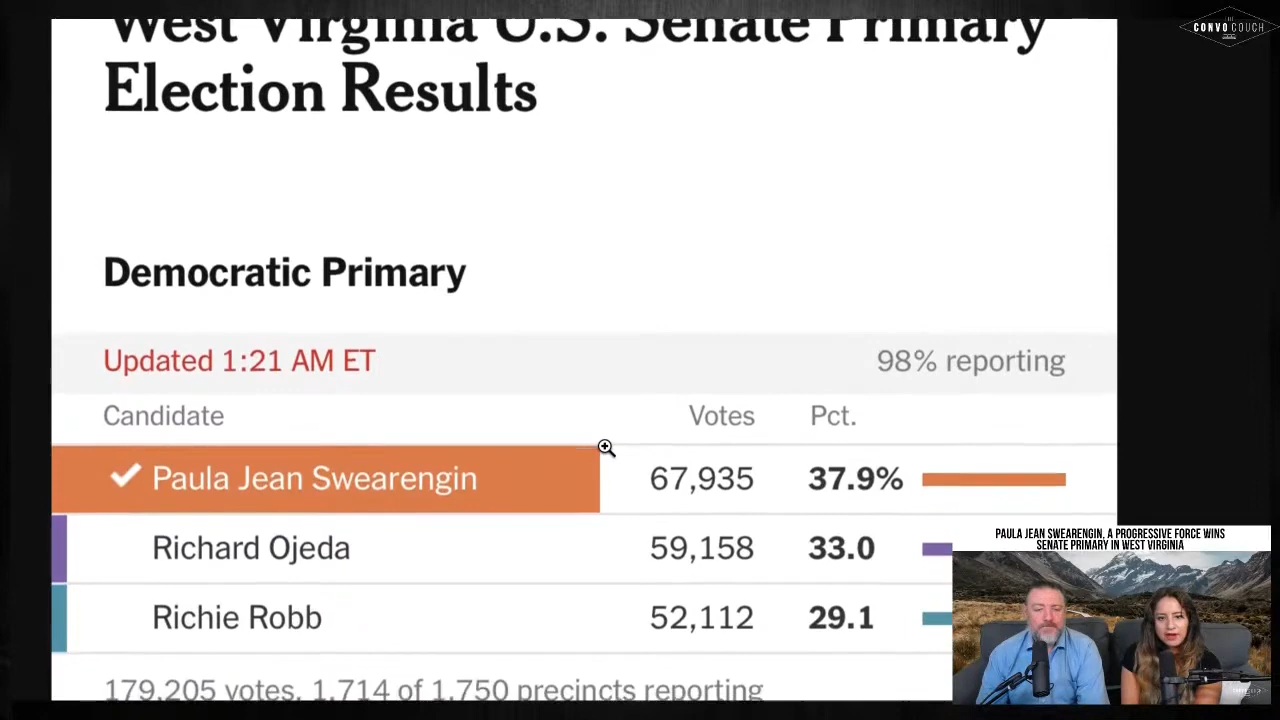 THE
CONVOCOUCH
West Virginia U.S. Senate Primary
Election Results
Democratic Primary
Updated 1:21 AM ET 98% reporting
Candidate Votes Pct.
Paula Jean Swearengin 67,935 37.9%
Richard Ojeda 59,158 33.0
Richie Robb 52,112 29.1
179,205 votes, 1,714 of 1,750 precincts reporting
PAULA JEAN SWEARENGIN, A PROGRESSIVE FORCE WINS
SENATE PRIMARY IN WEST VIRGINIA